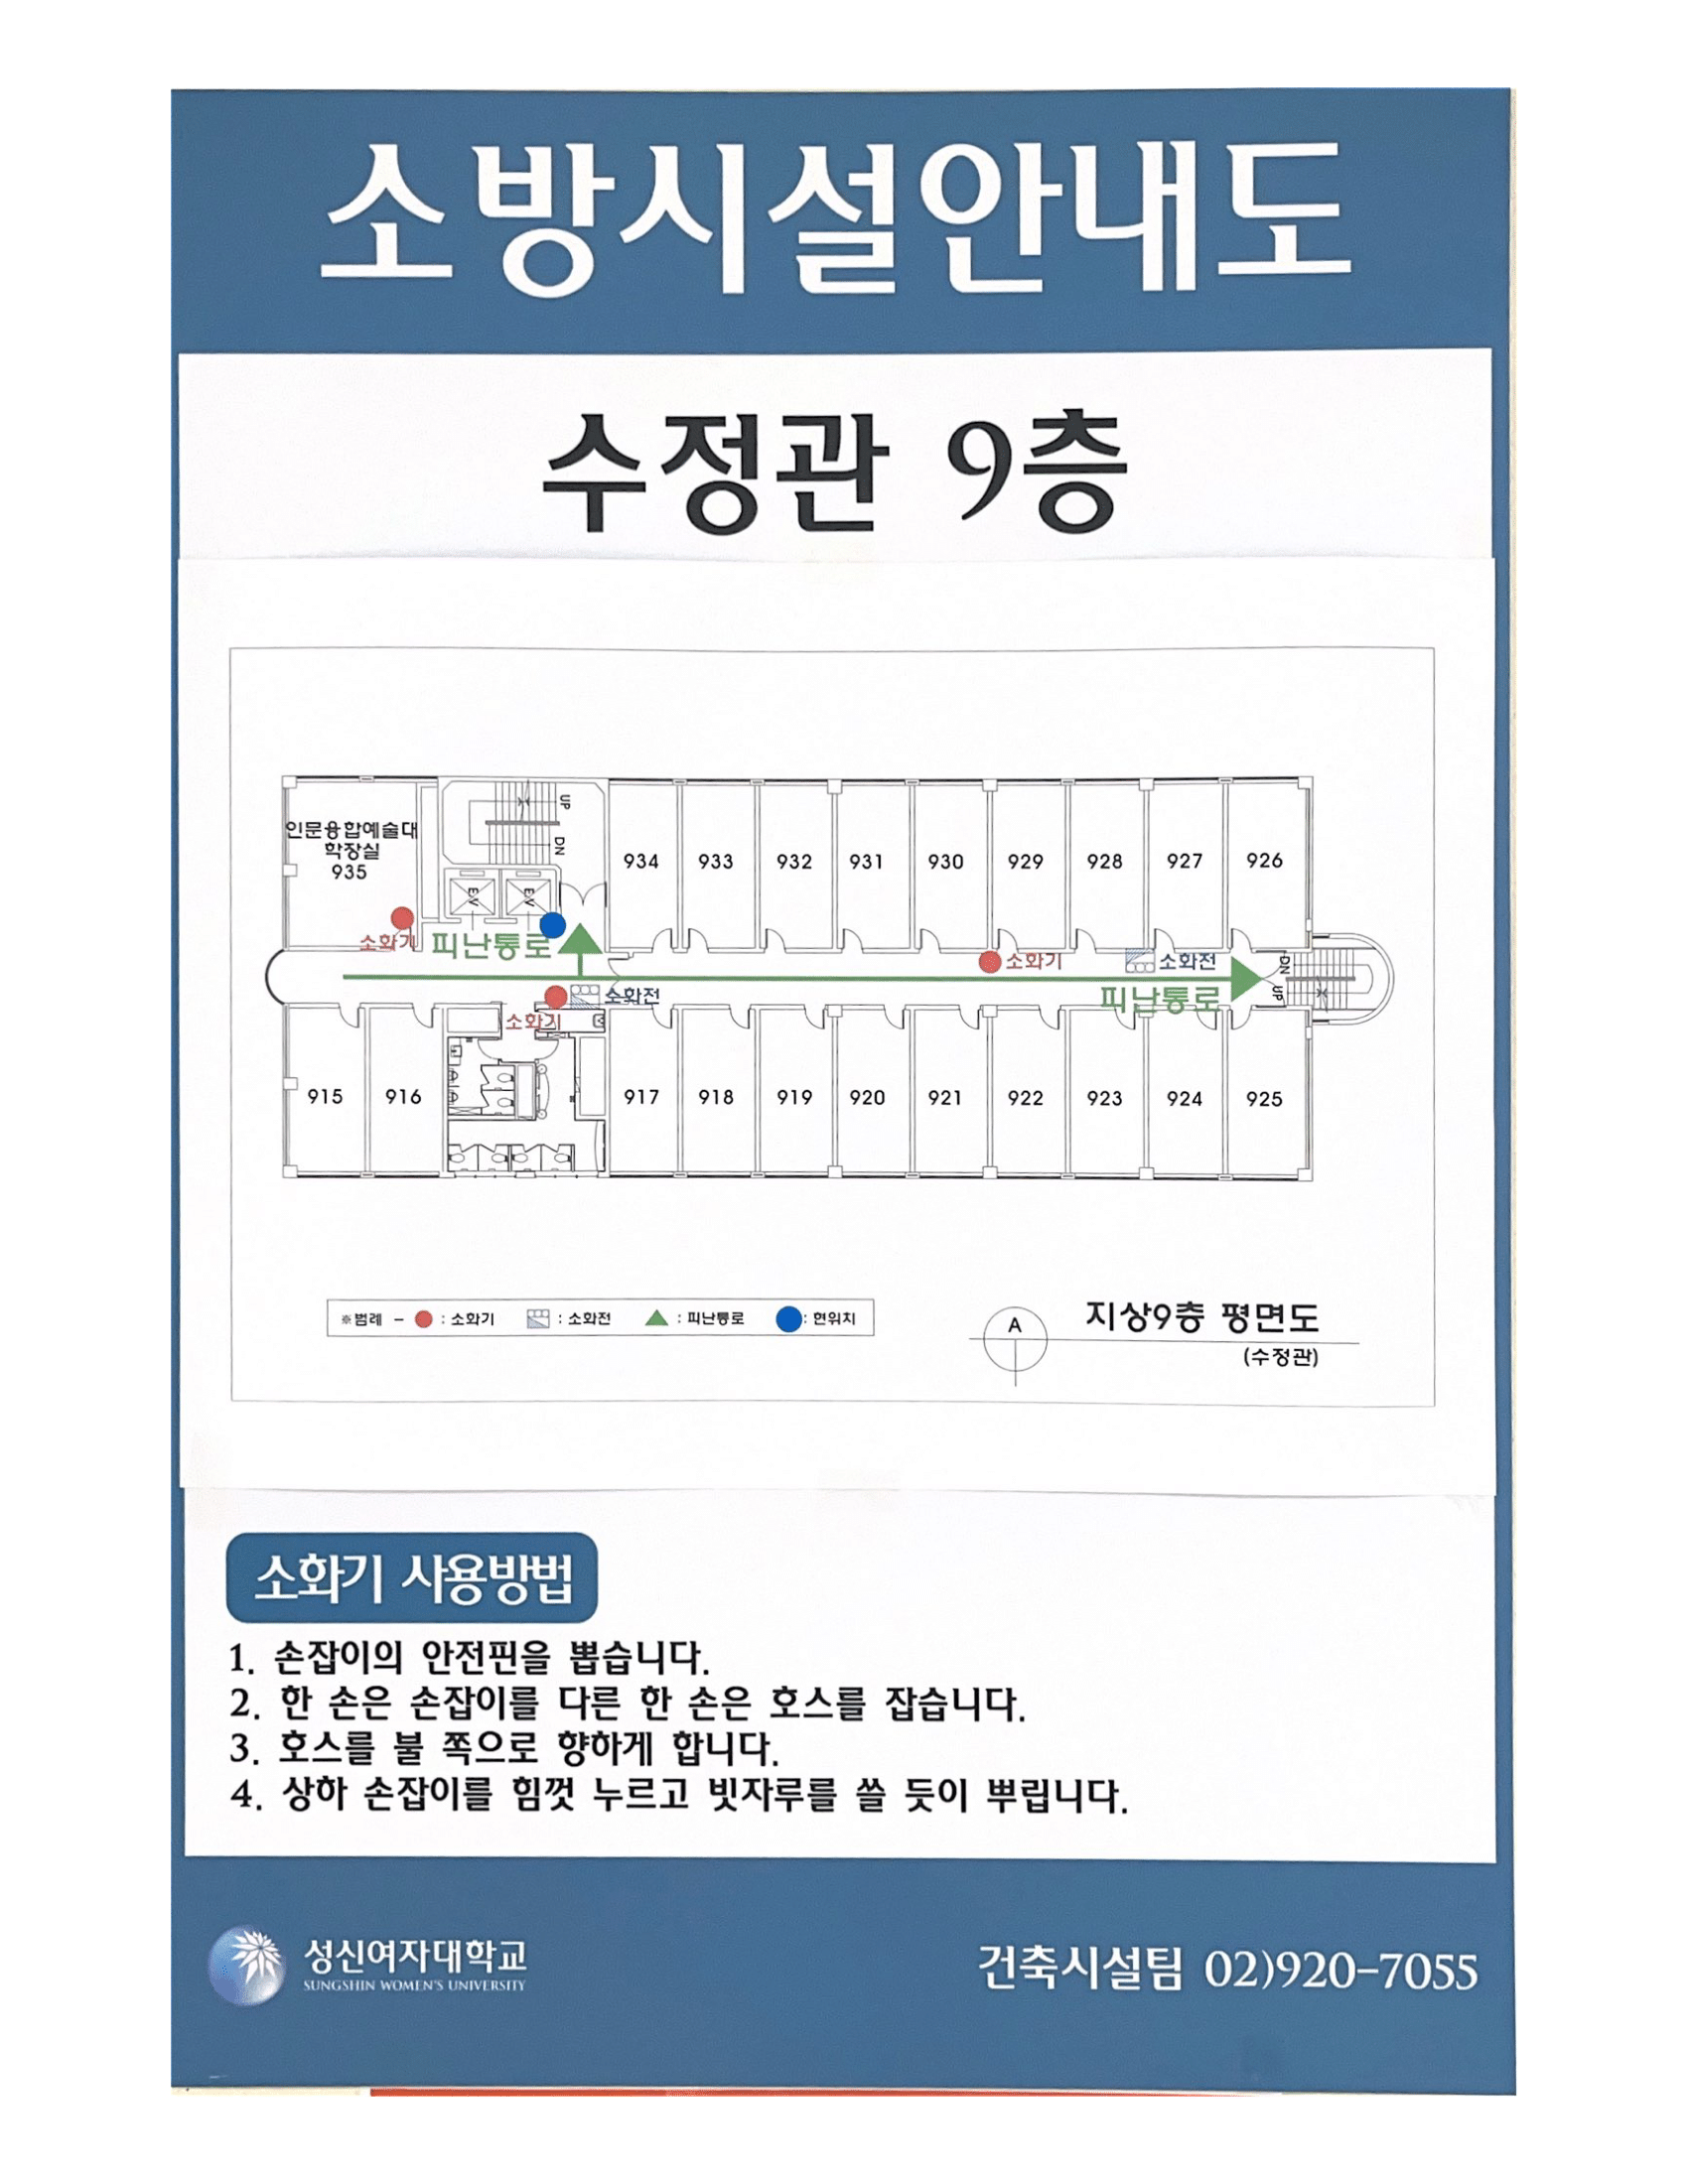 소방시설안내도
수정관 9층
인문융합예술대
학장실
935
UP
DN
E/V
E/V
934
933
932
931
930
929
928
927
926
소화기
피난통로
소화기
소화전
DN
UP
소화전
소화기
피난통로
915
916
917
918
919
920
921
922
923
924
925
※범례 - : 소화기 : 소화전 : 피난통로 : 현위치
A
지상9층 평면도
(수정관)
소화기 사용방법
1. 손잡이의 안전핀을 뽑습니다.
2. 한 손은 손잡이를 다른 한 손은 호스를 잡습니다.
3. 호스를 불 쪽으로 향하게 합니다.
4. 상하 손잡이를 힘껏 누르고 빗자루를 쓸 듯이 뿌립니다.
성신여자대학교
SUNGSHIN WOMEN'S UNIVERSITY
건축시설팀 02)920-7055